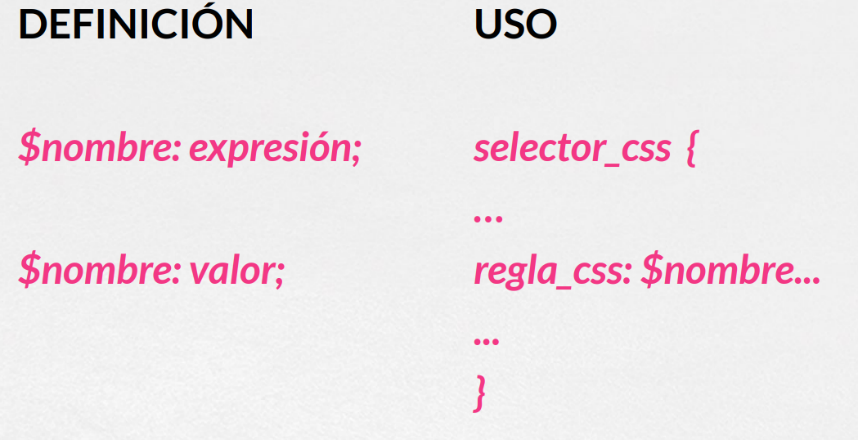 DEFINICIÓN
$nombre: expresión;
$nombre: valor;
USO
selector_css {
...
regla_css: $nombre...
...
}